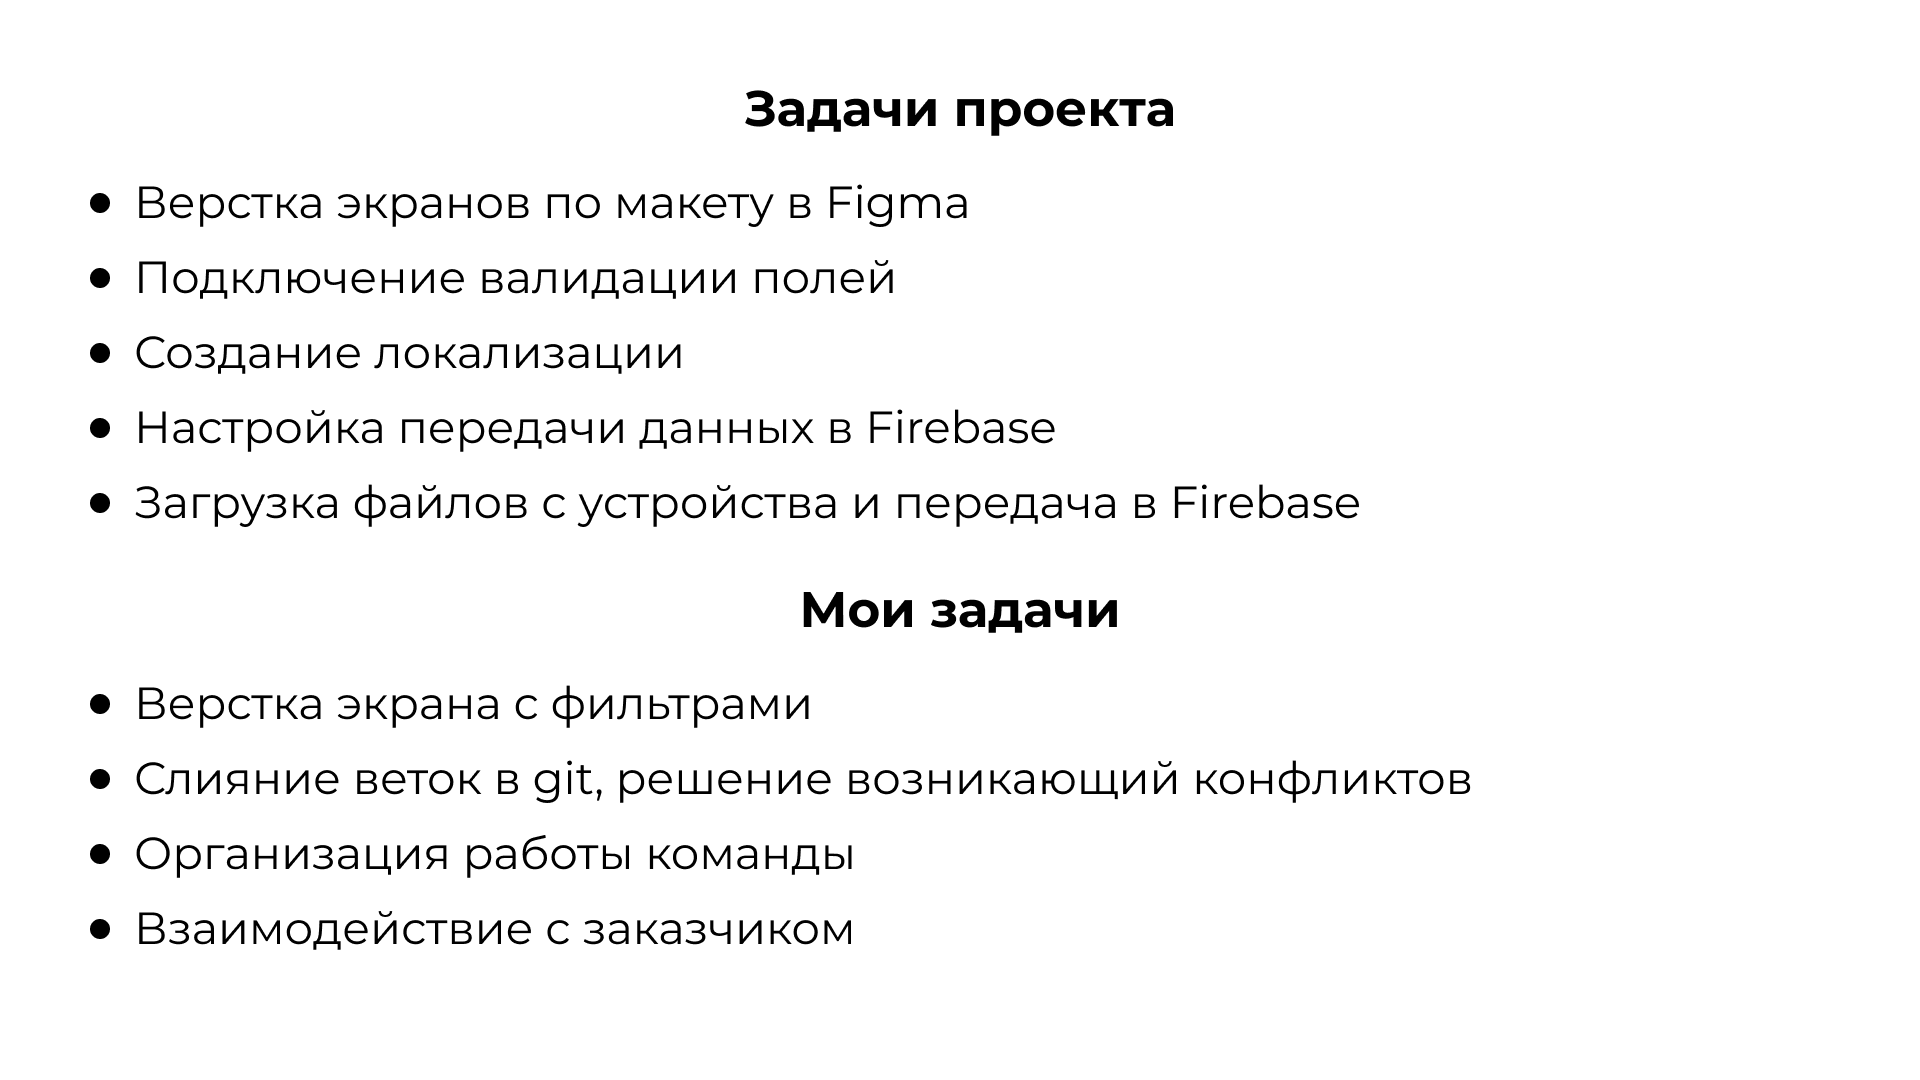 Задачи проекта
● Верстка экранов по макету в Figma
● Подключение валидации полей
● Создание локализации
● Настройка передачи данных в Firebase
● Загрузка файлов с устройства и передача в Firebase
Мои задачи
● Верстка экрана с фильтрами
● Слияние веток в git, решение возникающий конфликтов
● Организация работы команды
● Взаимодействие с заказчиком